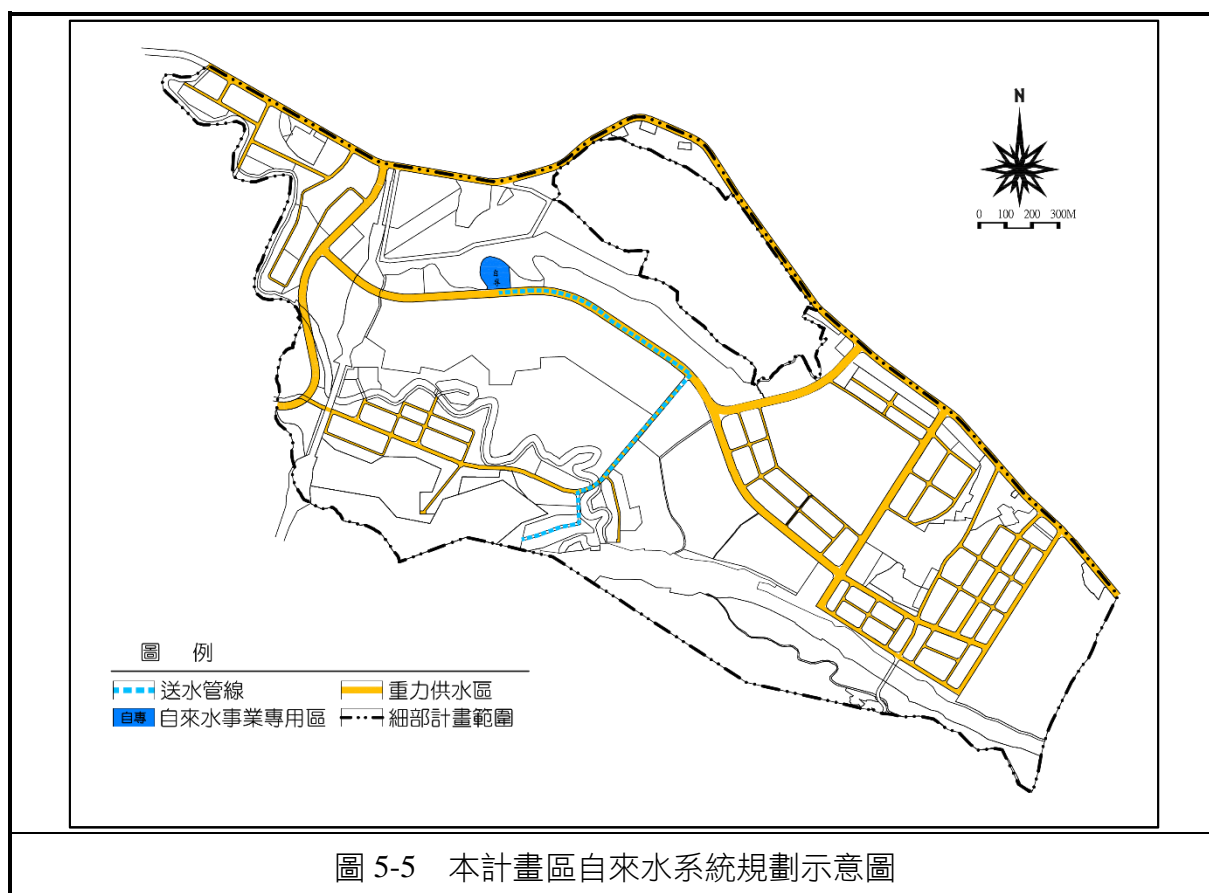 N
0 100 200 300M
自專
圖 例
送水管線 重力供水區
自專 自來水事業專用區 細部計畫範圍
圖 5-5 本計畫區自來水系統規劃示意圖